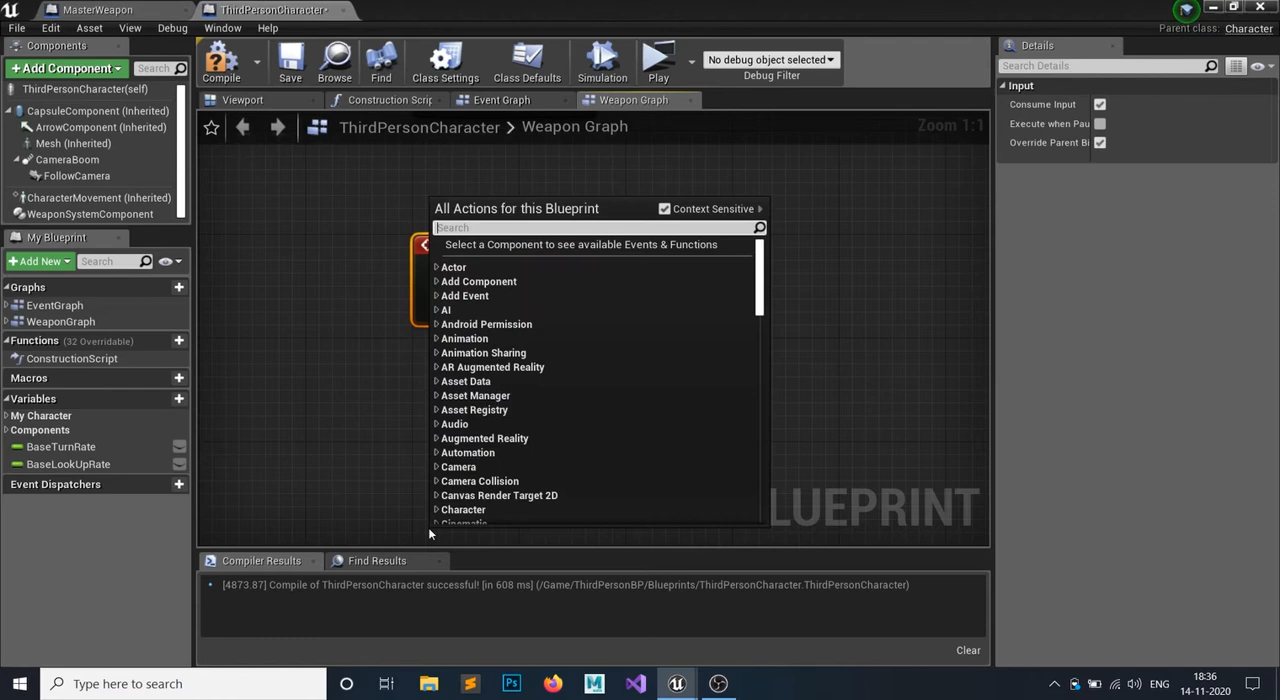 MasterWeapon
ThirdPersonCharacter*
File Edit Asset View Debug Window Help
Parent class: Character
Components
+ Add Component
Search
ThirdPersonCharacter(self)
CapsuleComponent (Inherited)
ArrowComponent (Inherited)
Mesh (Inherited)
CameraBoom
FollowCamera
CharacterMovement (Inherited)
WeaponSystemComponent
Compile
Save
Browse
Find
Class Settings
Class Defaults
Simulation
Play
No debug object selected
Debug Filter
Viewport
Construction Scrip
Event Graph
Weapon Graph
ThirdPersonCharacter > Weapon Graph
Zoom 1:1
All Actions for this Blueprint
Context Sensitive
Search
Select a Component to see available Events & Functions
Actor
Add Component
Add Event
AI
Android Permission
Animation
Animation Sharing
AR Augmented Reality
Asset Data
Asset Manager
Asset Registry
Audio
Augmented Reality
Automation
Camera
Camera Collision
Canvas Render Target 2D
Character
Cinematic
BLUEPRINT
My Blueprint
+ Add New
Search
Graphs
EventGraph
WeaponGraph
Functions (32 Overridable)
ConstructionScript
Macros
Variables
My Character
Components
BaseTurnRate
BaseLookUpRate
Event Dispatchers
Details
Search Details
Input
Consume Input
Execute when Pau
Override Parent Bi
Compiler Results
Find Results
[4873.87] Compile of ThirdPersonCharacter successful! [in 608 ms] (/Game/ThirdPersonBP/Blueprints/ThirdPersonCharacter.ThirdPersonCharacter)
Clear
Type here to search
Ps
ENG
18:36
14-11-2020